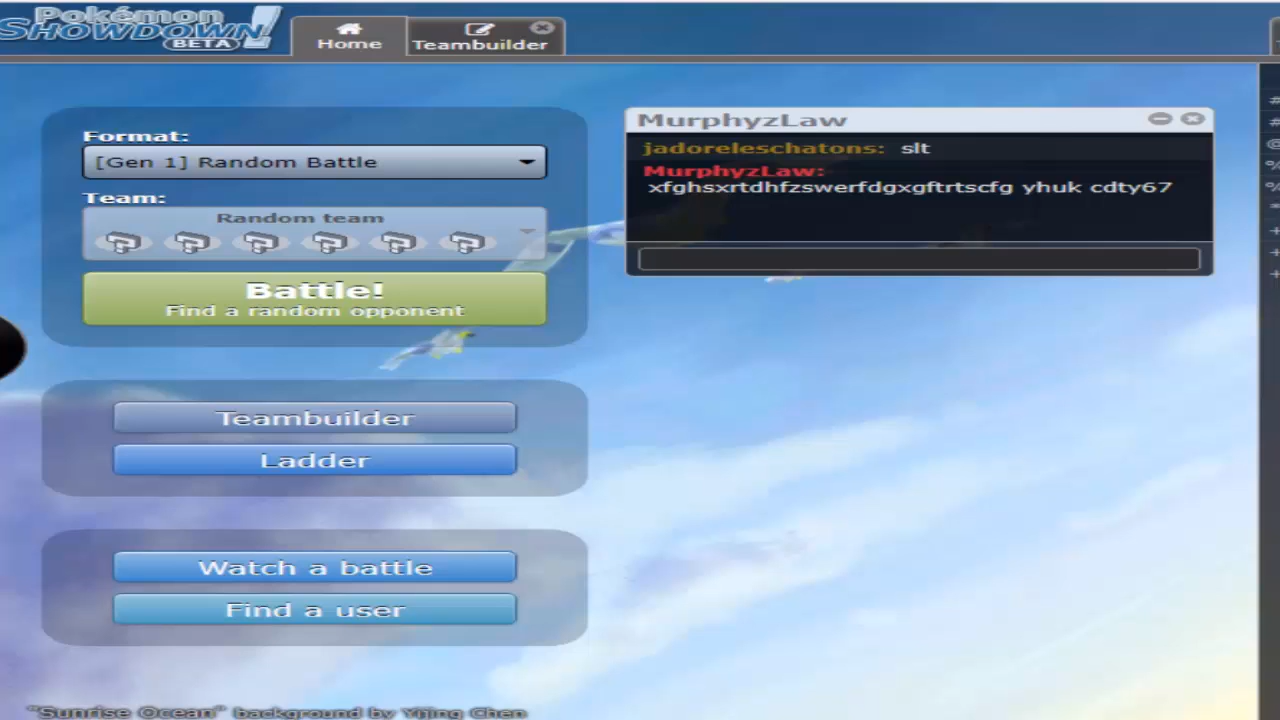 Pokémon
SHOWDOWN!
BETA
Home
Teambuilder
Format:
[Gen 1] Random Battle
Team:
Random team
Battle!
Find a random opponent
Teambuilder
Ladder
Watch a battle
Find a user
"Sunrise Ocean" background by Yijing Chen
MurphyzLaw
jadoreleschatons: slt
MurphyzLaw:
xfghsxrtdhfzswerfdgxgftrtscfg yhuk cdty67